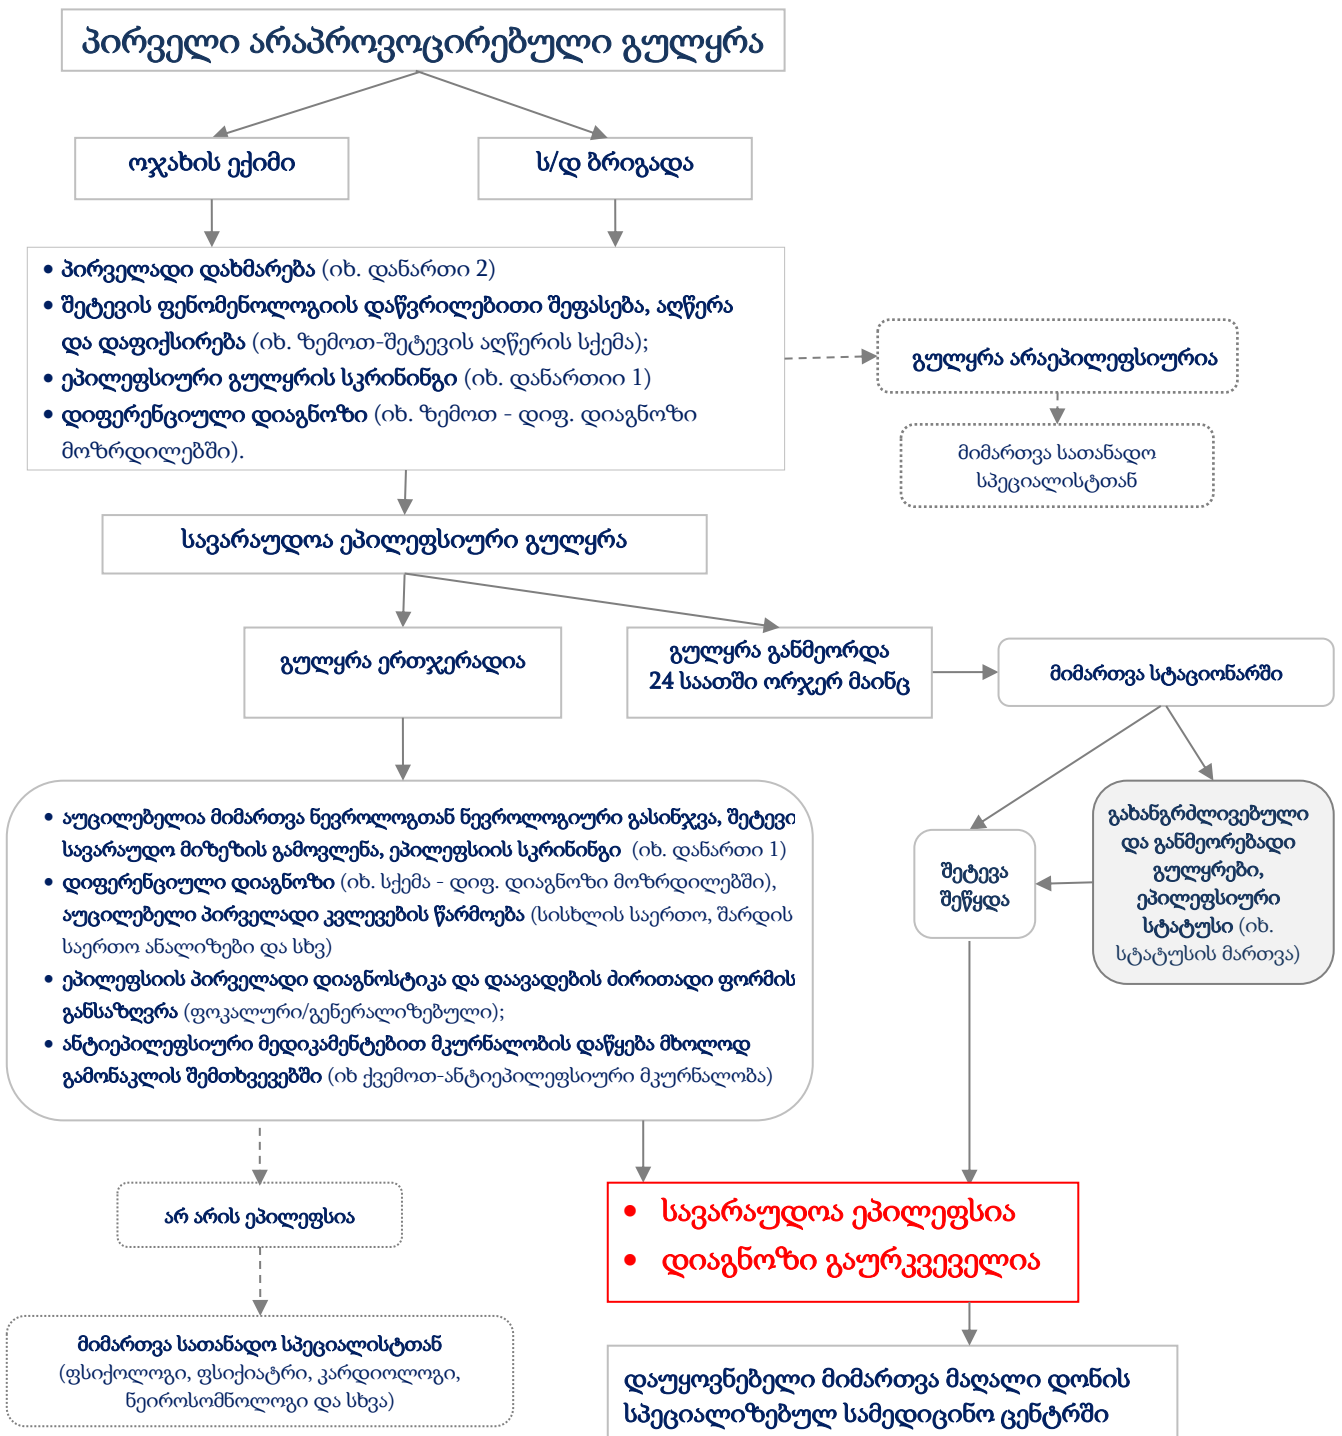 პირველი არაპროვოცირებული გულყრა
ოჯახის ექიმი
ს/დ ბრიგადა
• პირველადი დახმარება (იხ. დანართი 2)
• შეტევის ფენომენოლოგიის დაწვრილებითი შეფასება, აღწერა
და დაფიქსირება (იხ. ზემოთ-შეტევის აღწერის სქემა);
• ეპილეფსიური გულყრის სკრინინგი (იხ. დანართიი 1)
• დიფერენციული დიაგნოზი (იხ. ზემოთ - დიფ. დიაგნოზი
მოზრდილებში).
გულყრა არაეპილეფსიურია
მიმართვა სათანადო
სპეციალისტთან
სავარაუდოა ეპილეფსიური გულყრა
გულყრა ერთჯერადია
გულყრა განმეორდა
24 საათში ორჯერ მაინც
მიმართვა სტაციონარში
• აუცილებელია მიმართვა ნევროლოგთან ნევროლოგიური გასინჯვა, შეტევი
სავარაუდო მიზეზის გამოვლენა, ეპილეფსიის სკრინინგი (იხ. დანართი 1)
• დიფერენციული დიაგნოზი (იხ. სქემა - დიფ. დიაგნოზი მოზრდილებში),
აუცილებელი პირველადი კვლევების წარმოება (სისხლის საერთო, შარდის
საერთო ანალიზები და სხვ)
• ეპილეფსიის პირველადი დიაგნოსტიკა და დაავადების ძირითადი ფორმის
განსაზღვრა (ფოკალური/გენერალიზებული);
• ანტიეპილეფსიური მედიკამენტებით მკურნალობის დაწყება მხოლოდ
გამონაკლის შემთხვევებში (იხ ქვემოთ-ანტიეპილეფსიური მკურნალობა)
შეტევა
შეწყდა
გახანგრძლივებული
და განმეორებადი
გულყრები,
ეპილეფსიური
სტატუსი (იხ.
სტატუსის მართვა)
არ არის ეპილეფსია
• სავარაუდოა ეპილეფსია
• დიაგნოზი გაურკვეველია
მიმართვა სათანადო სპეციალისტთან
(ფსიქოლოგი, ფსიქიატრი, კარდიოლოგი,
ნეიროსომნოლოგი და სხვა)
დაუყოვნებელი მიმართვა მაღალი დონის
სპეციალიზებულ სამედიცინო ცენტრში